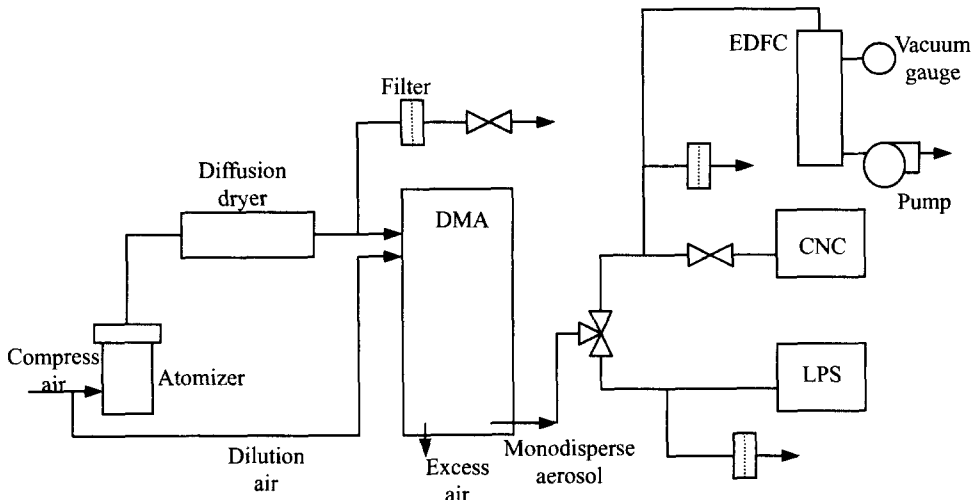 EDFC
Vacuum
gauge
Filter
Pump
Diffusion
dryer
DMA
CNC
Compress
air
Atomizer
LPS
Dilution
air
Excess
air
Monodisperse
aerosol